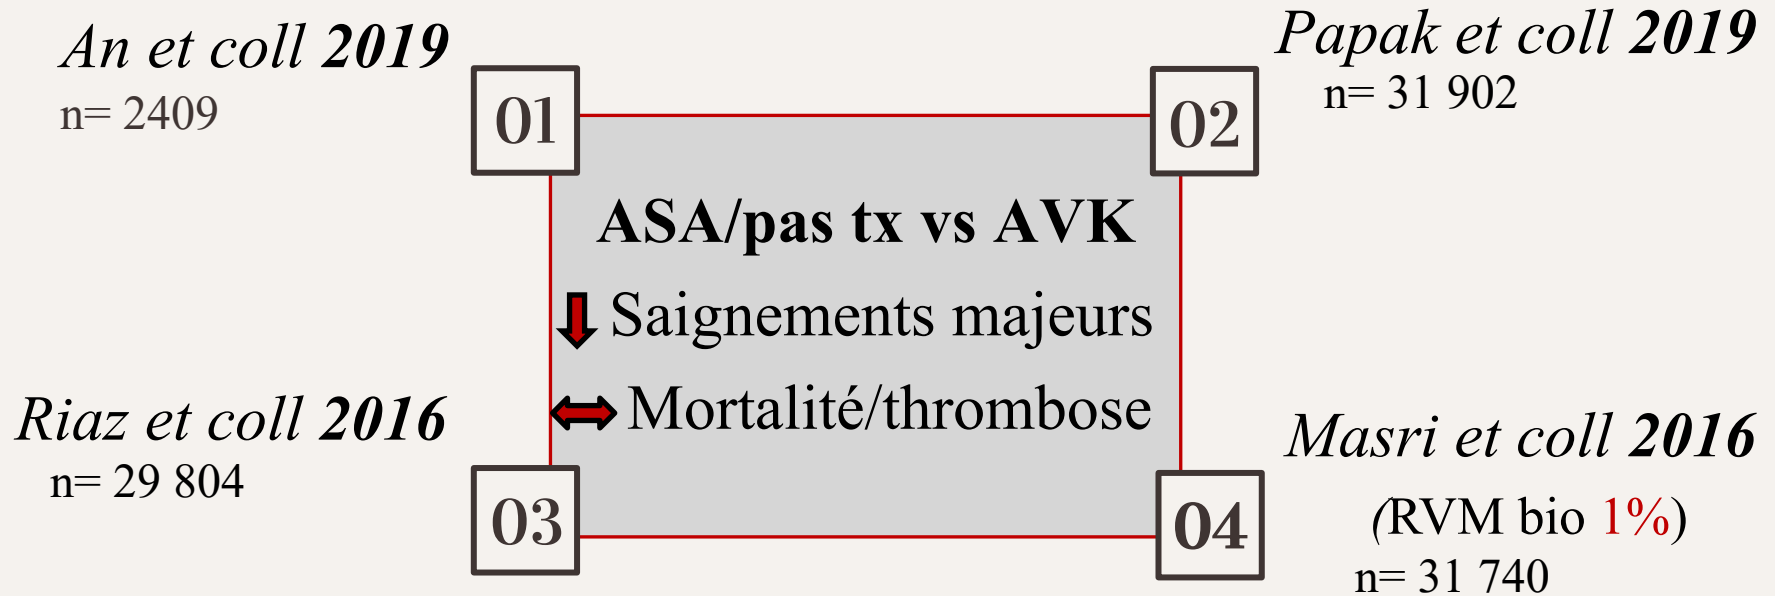 An et coll 2019
n= 2409
01
Papak et coll 2019
n= 31 902
02
ASA/pas tx vs AVK
Saignements majeurs
Mortalité/thrombose
Riaz et coll 2016
n= 29 804
03
Masri et coll 2016
(RVM bio 1%)
n= 31 740
04